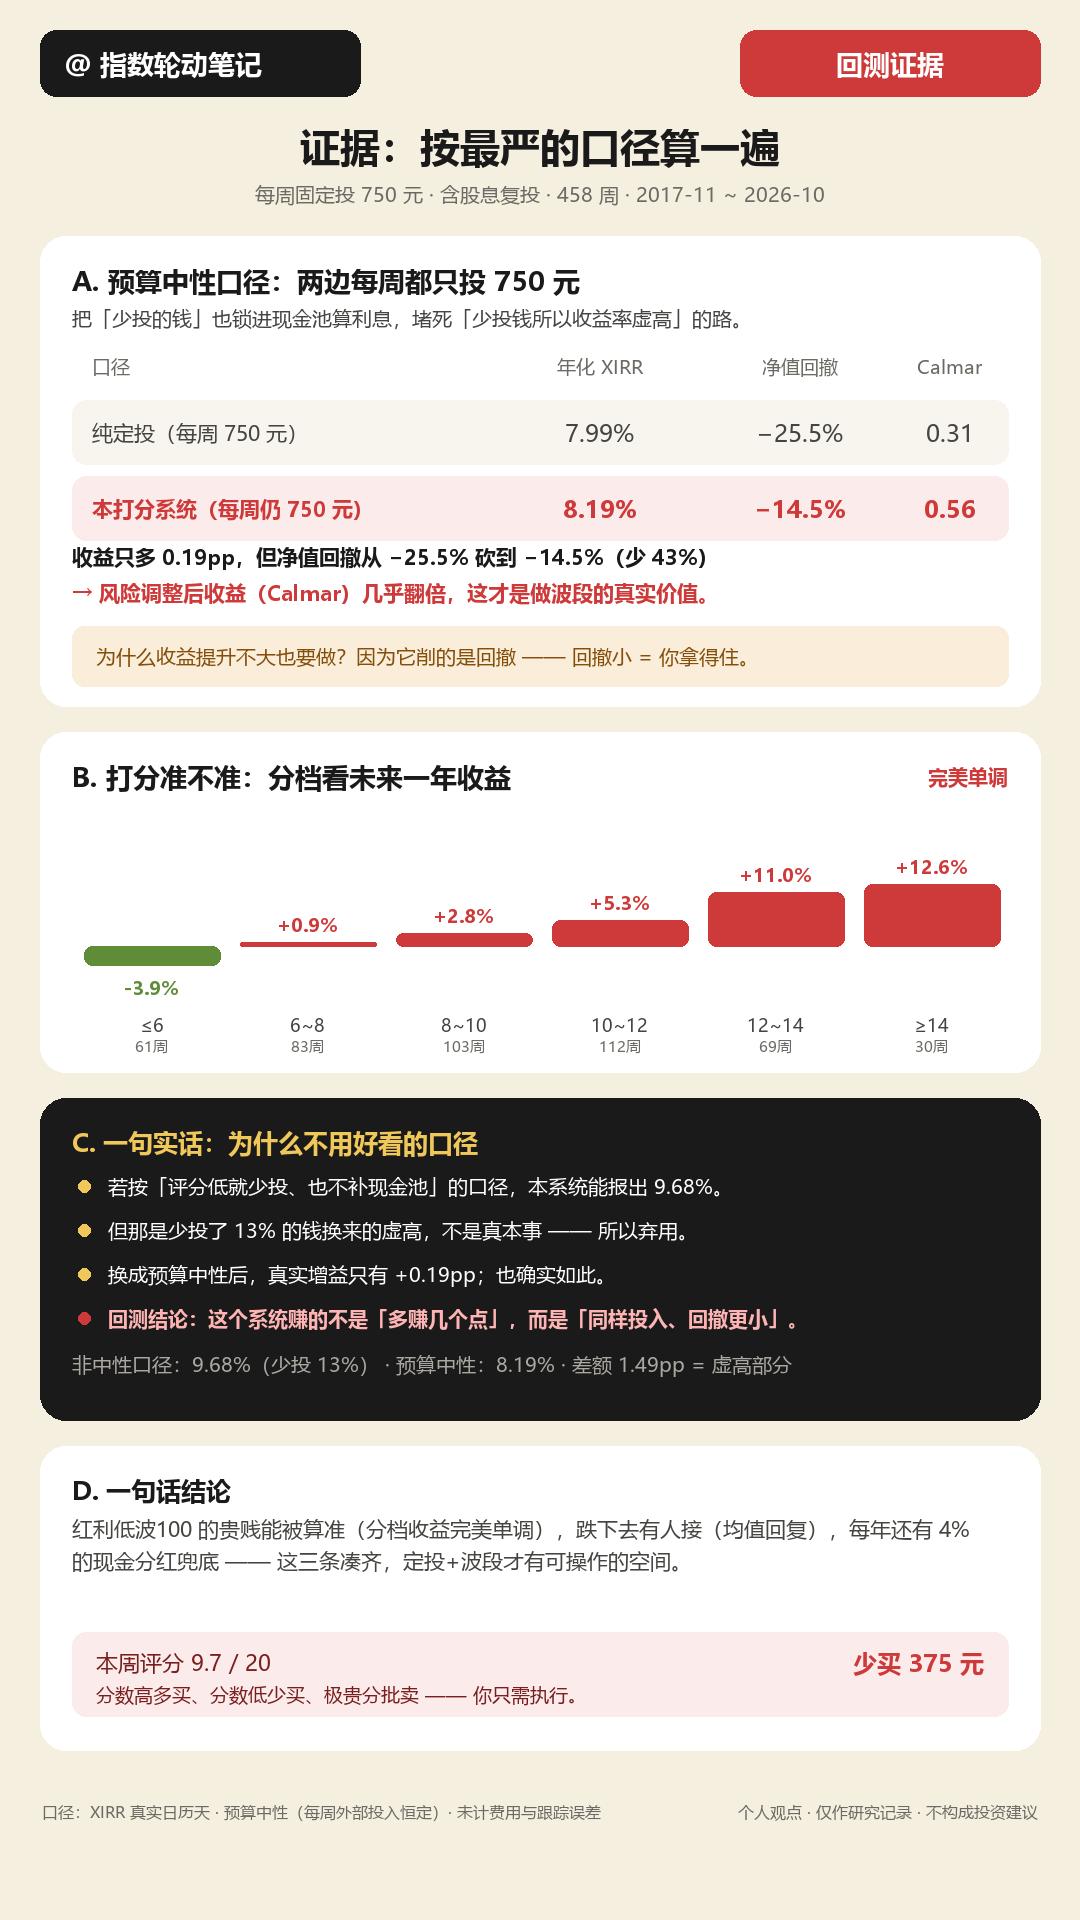 @ 指数轮动笔记
回测证据
证据：按最严的口径算一遍
每周固定投 750 元 · 含股息复投 · 458 周 · 2017-11 ~ 2026-10
A. 预算中性口径：两边每周都只投 750 元
把「少投的钱」也锁进现金池算利息，堵死「少投钱所以收益率虚高」的路。
口径 年化 XIRR 净值回撤 Calmar
纯定投（每周 750 元） 7.99% −25.5% 0.31
本打分系统（每周仍 750 元） 8.19% −14.5% 0.56
收益只多 0.19pp，但净值回撤从 −25.5% 砍到 −14.5%（少 43%）
→ 风险调整后收益（Calmar）几乎翻倍，这才是做波段的真实价值。
为什么收益提升不大也要做？因为它削的是回撤 —— 回撤小 = 你拿得住。
B. 打分准不准：分档看未来一年收益
完美单调
-3.9% +0.9% +2.8% +5.3% +11.0% +12.6%
≤6 6~8 8~10 10~12 12~14 ≥14
61周 83周 103周 112周 69周 30周
C. 一句实话：为什么不用好看的口径
若按「评分低就少投、也不补现金池」的口径，本系统能报出 9.68%。
但那是少投了 13% 的钱换来的虚高，不是真本事 —— 所以弃用。
换成预算中性后，真实增益只有 +0.19pp；也确实如此。
回测结论：这个系统赚的不是「多赚几个点」，而是「同样投入、回撤更小」。
非中性口径：9.68%（少投 13%） · 预算中性：8.19% · 差额 1.49pp = 虚高部分
D. 一句话结论
红利低波100 的贵贱能被算准（分档收益完美单调），跌下去有人接（均值回复），每年还有 4%
的现金分红兜底 —— 这三条凑齐，定投+波段才有可操作的空间。
本周评分 9.7 / 20
少买 375 元
分数高多买、分数低少买、极贵分批卖 —— 你只需执行。
口径：XIRR 真实日历天 · 预算中性（每周外部投入恒定）· 未计费用与跟踪误差
个人观点 · 仅作研究记录 · 不构成投资建议